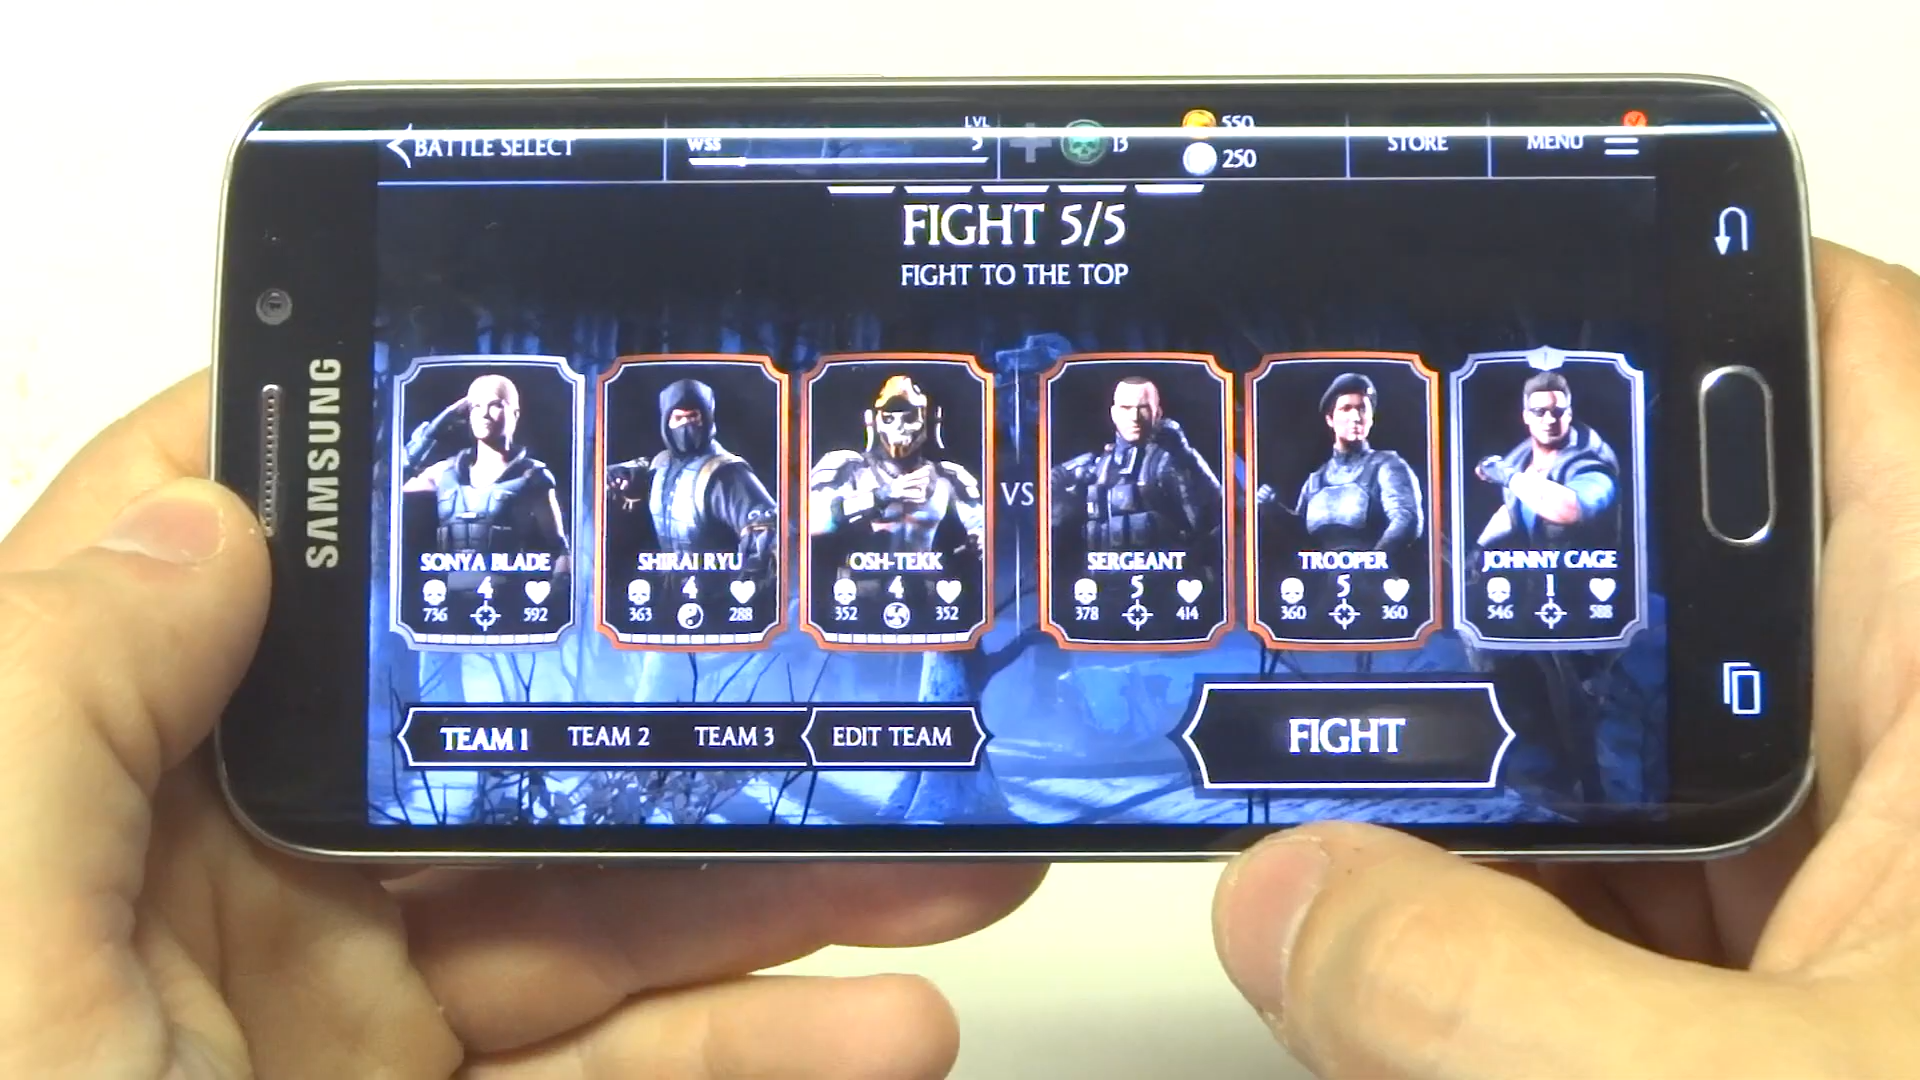 SAMSUNG
BATTLE SELECT
WSS
LVL
5
13
550
250
STORE
MENU
FIGHT 5/5
FIGHT TO THE TOP
SONYA BLADE
4
736
592
SHIRAI RYU
4
363
288
OSH-TEKK
4
352
352
VS
SERGEANT
5
378
414
TROOPER
5
360
360
JOHNNY CAGE
1
546
588
TEAM 1
TEAM 2
TEAM 3
EDIT TEAM
FIGHT